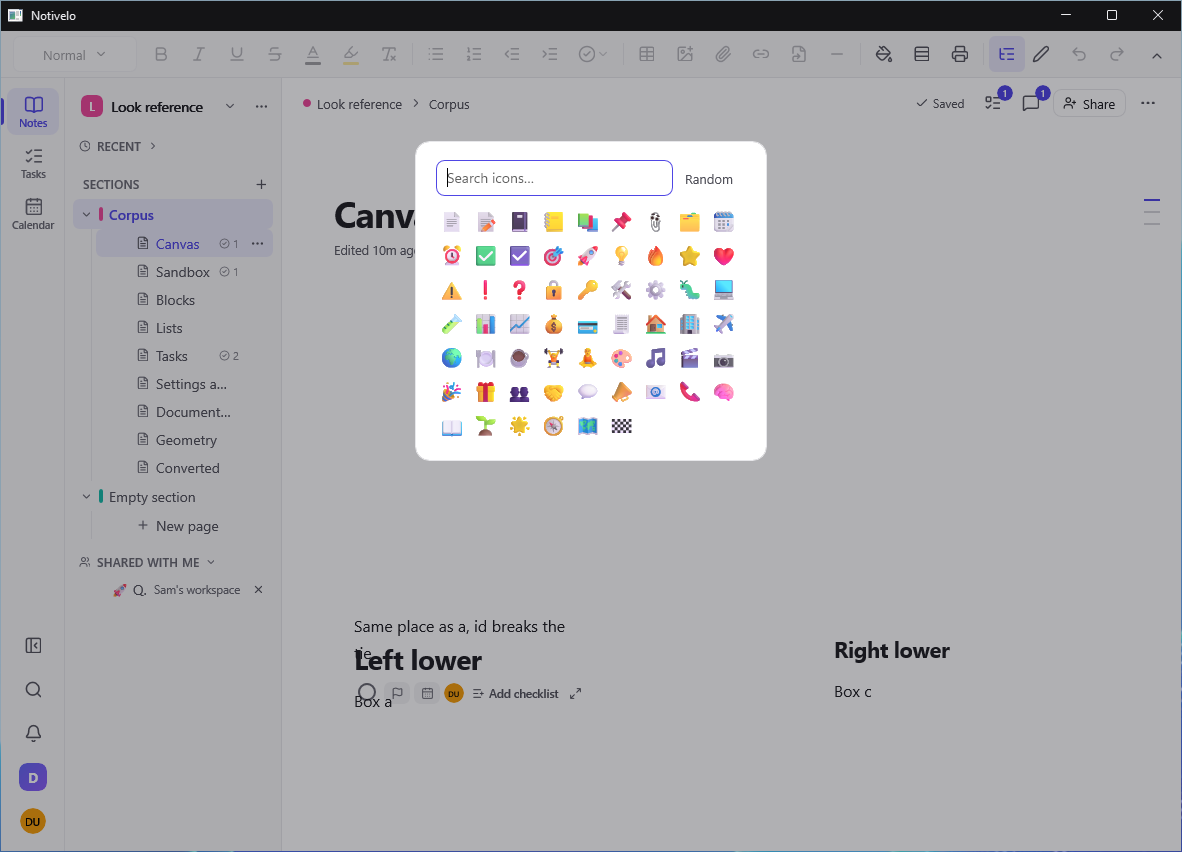 Notivelo
Normal
Notes
Tasks
Calendar
D
DU
L Look reference
RECENT
SECTIONS
Corpus
Canvas 1
Sandbox 1
Blocks
Lists
Tasks 2
Settings a...
Document...
Geometry
Converted
Empty section
New page
SHARED WITH ME
Q. Sam's workspace
Look reference > Corpus
Saved
1
1
Share
Search icons...
Random
Edited 10m
Same place as a, id breaks the
tie
Left lower
DU Add checklist
Box a
Right lower
Box c